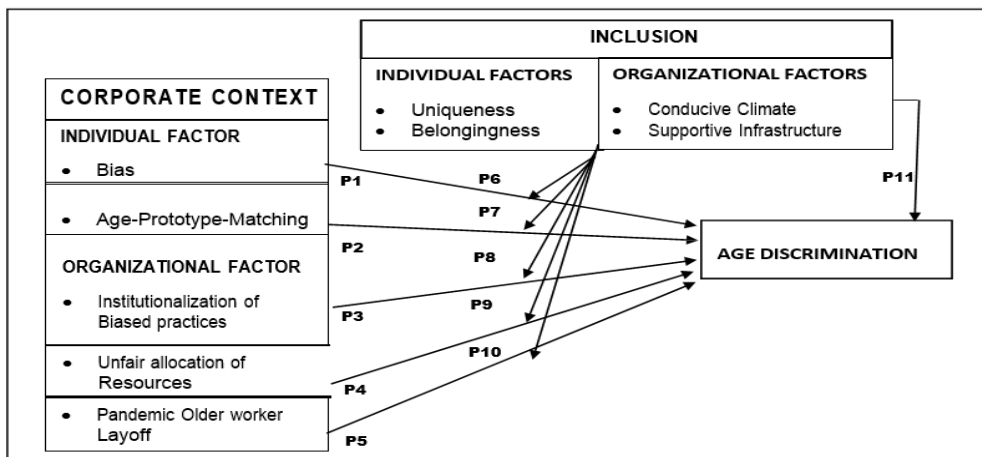 INCLUSION
INDIVIDUAL FACTORS
• Uniqueness
• Belongingness
ORGANIZATIONAL FACTORS
• Conducive Climate
• Supportive Infrastructure
CORPORATE CONTEXT
INDIVIDUAL FACTOR
• Bias
• Age-Prototype-Matching
ORGANIZATIONAL FACTOR
• Institutionalization of
Biased practices
• Unfair allocation of
Resources
• Pandemic Older worker
Layoff
P1
P2
P3
P4
P5
P6
P7
P8
P9
P10
P11
AGE DISCRIMINATION